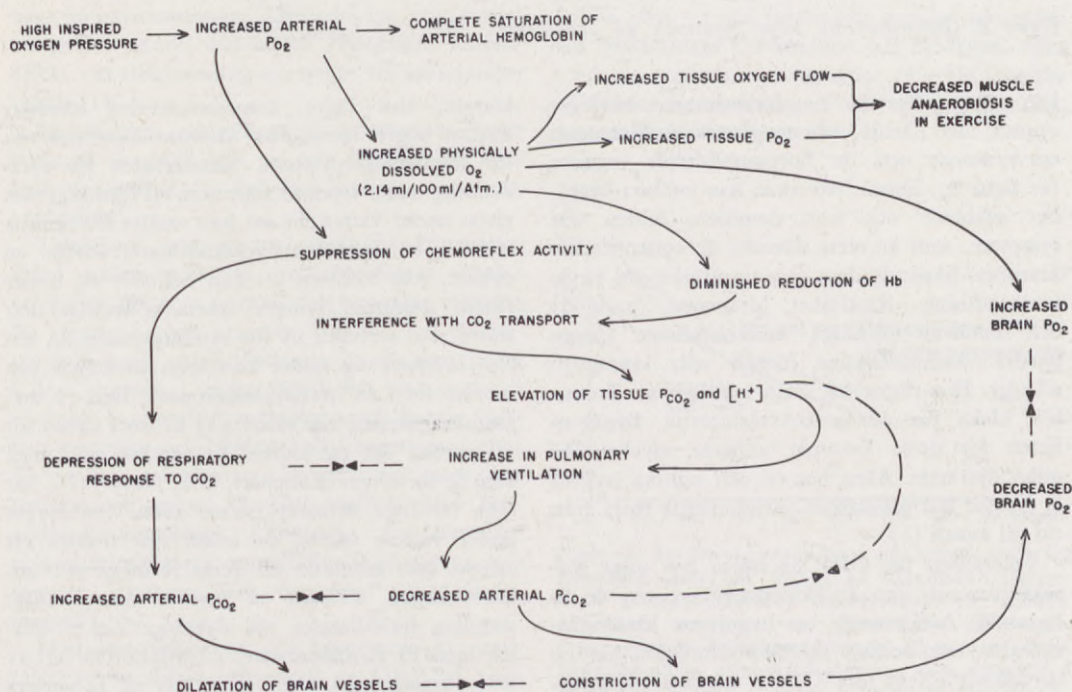 HIGH INSPIRED
OXYGEN PRESSURE
INCREASED ARTERIAL
PO2
COMPLETE SATURATION OF
ARTERIAL HEMOGLOBIN
INCREASED TISSUE OXYGEN FLOW
INCREASED TISSUE PO2
DECREASED MUSCLE
ANAEROBIOSIS
IN EXERCISE
INCREASED PHYSICALLY
DISSOLVED O2
(2.14 ml/100 ml/Atm.)
SUPPRESSION OF CHEMOREFLEX ACTIVITY
DIMINISHED REDUCTION OF Hb
INTERFERENCE WITH CO2 TRANSPORT
INCREASED
BRAIN PO2
ELEVATION OF TISSUE PCO2 and [H+]
DEPRESSION OF RESPIRATORY
RESPONSE TO CO2
INCREASE IN PULMONARY
VENTILATION
DECREASED
BRAIN PO2
INCREASED ARTERIAL PCO2
DECREASED ARTERIAL PCO2
DILATATION OF BRAIN VESSELS
CONSTRICTION OF BRAIN VESSELS